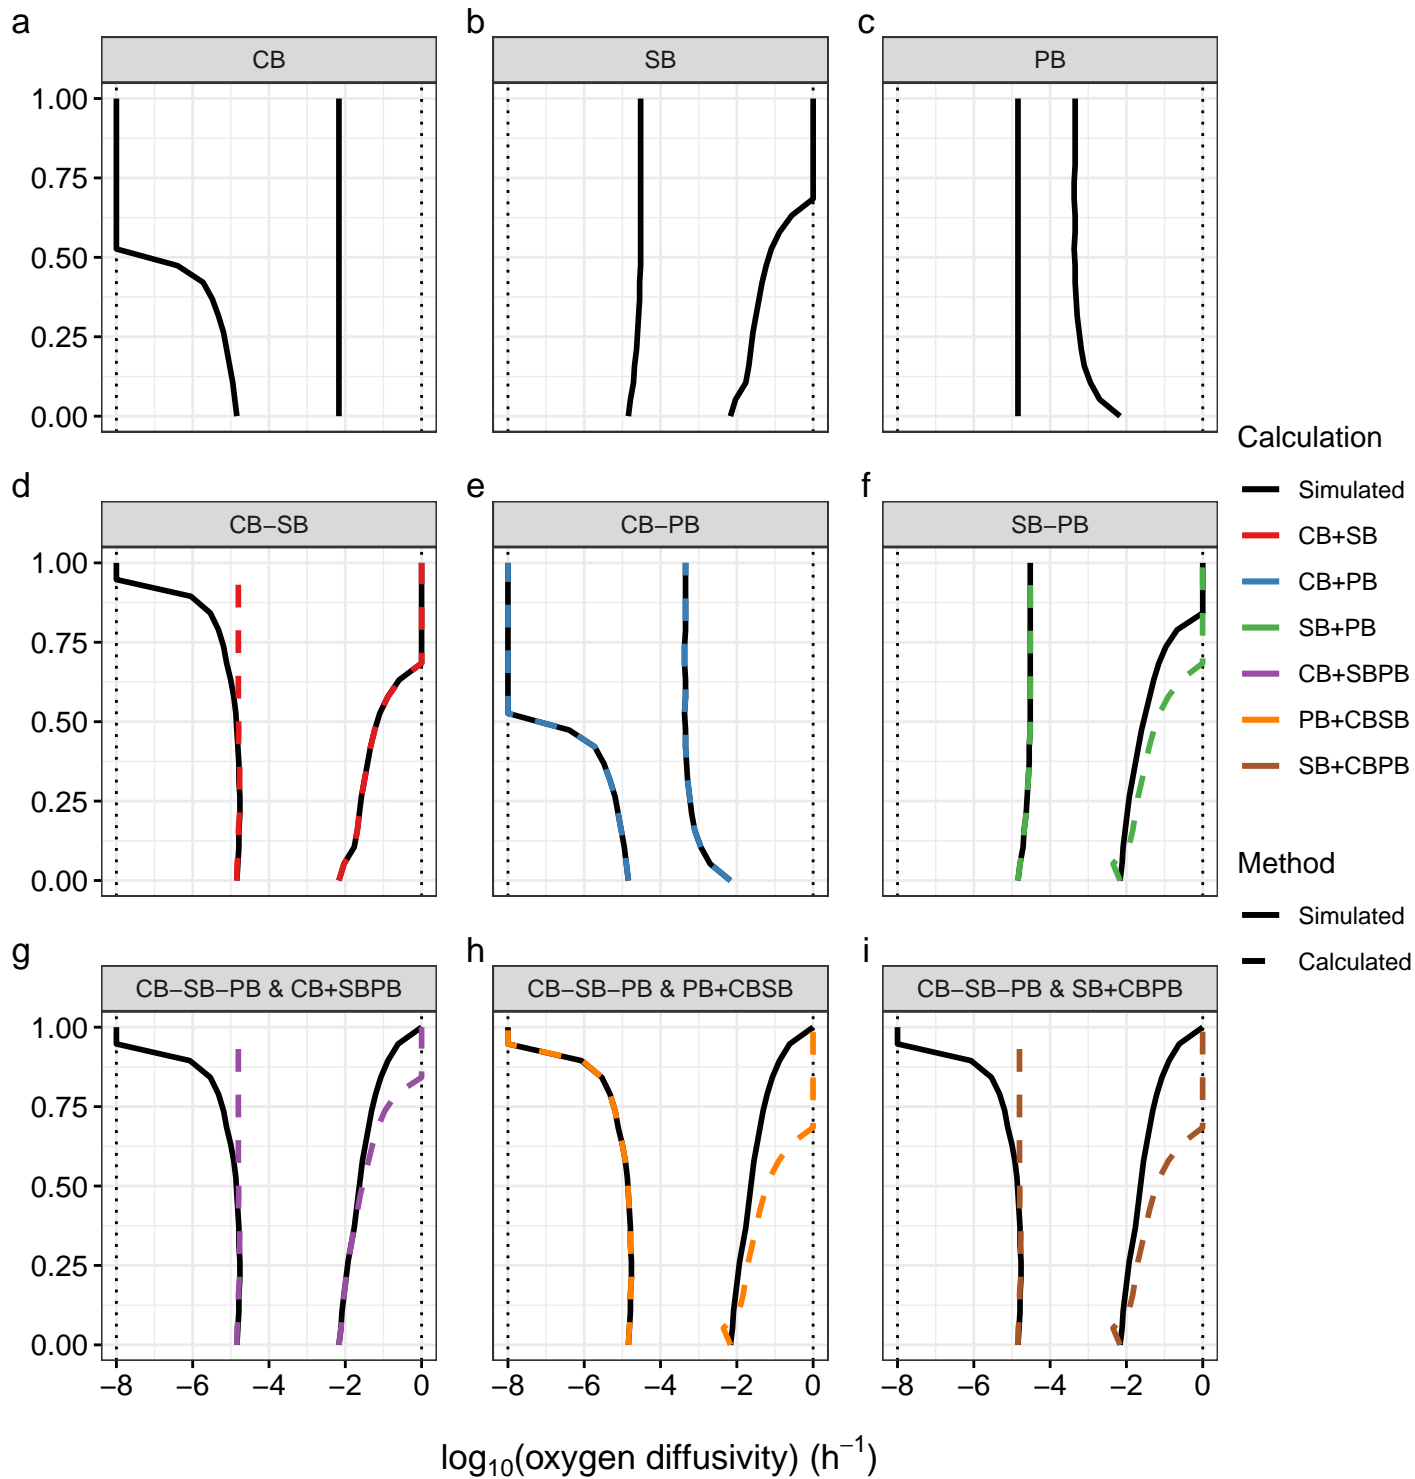 a
b
c
CB
SB
PB
1.00
0.75
0.50
0.25
0.00
d
e
f
CB−SB
CB−PB
SB−PB
1.00
0.75
0.50
0.25
0.00
g
h
i
CB−SB−PB & CB+SBPB
CB−SB−PB & PB+CBSB
CB−SB−PB & SB+CBPB
1.00
0.75
0.50
0.25
0.00
−8 −6 −4 −2 0
−8 −6 −4 −2 0
−8 −6 −4 −2 0
log₁₀(oxygen diffusivity) (h⁻¹)
Calculation
Simulated
CB+SB
CB+PB
SB+PB
CB+SBPB
PB+CBSB
SB+CBPB
Method
Simulated
Calculated